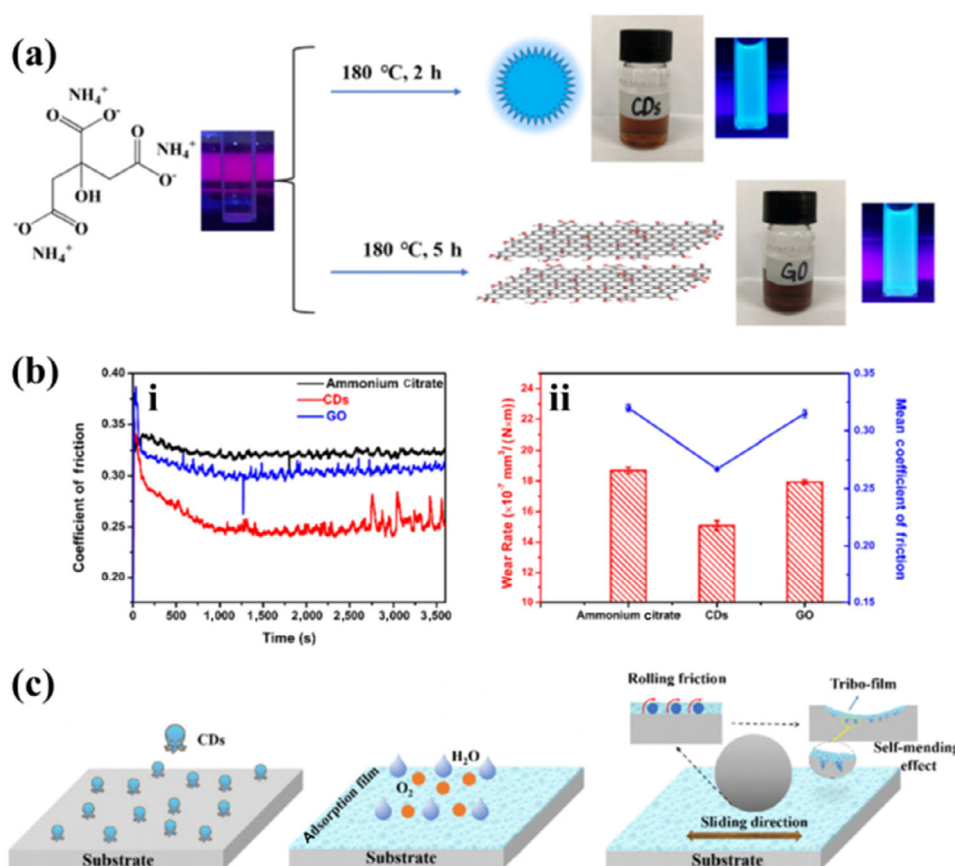 (a)
NH₄⁺
O
O⁻
O
NH₄⁺
O⁻
OH
⁻O
O
NH₄⁺
180 °C, 2 h
CDs
180 °C, 5 h
GO
(b)
i
Ammonium citrate
CDs
GO
Coefficient of friction
0.40
0.35
0.30
0.25
0.20
0 500 1,000 1,500 2,000 2,500 3,000 3,500
Time (s)
ii
Wear Rate (×10⁻⁷ mm³/ (N×m)
24
22
20
19
18
16
14
12
10
Ammonium citrate CDs GO
0.35
0.30
0.25
0.20
0.15
Mean coefficient of friction
(c)
CDs
Substrate
Adsorption film
H₂O
O₂
Substrate
Rolling friction
Tribo-film
Self-mending
effect
Sliding direction
Substrate